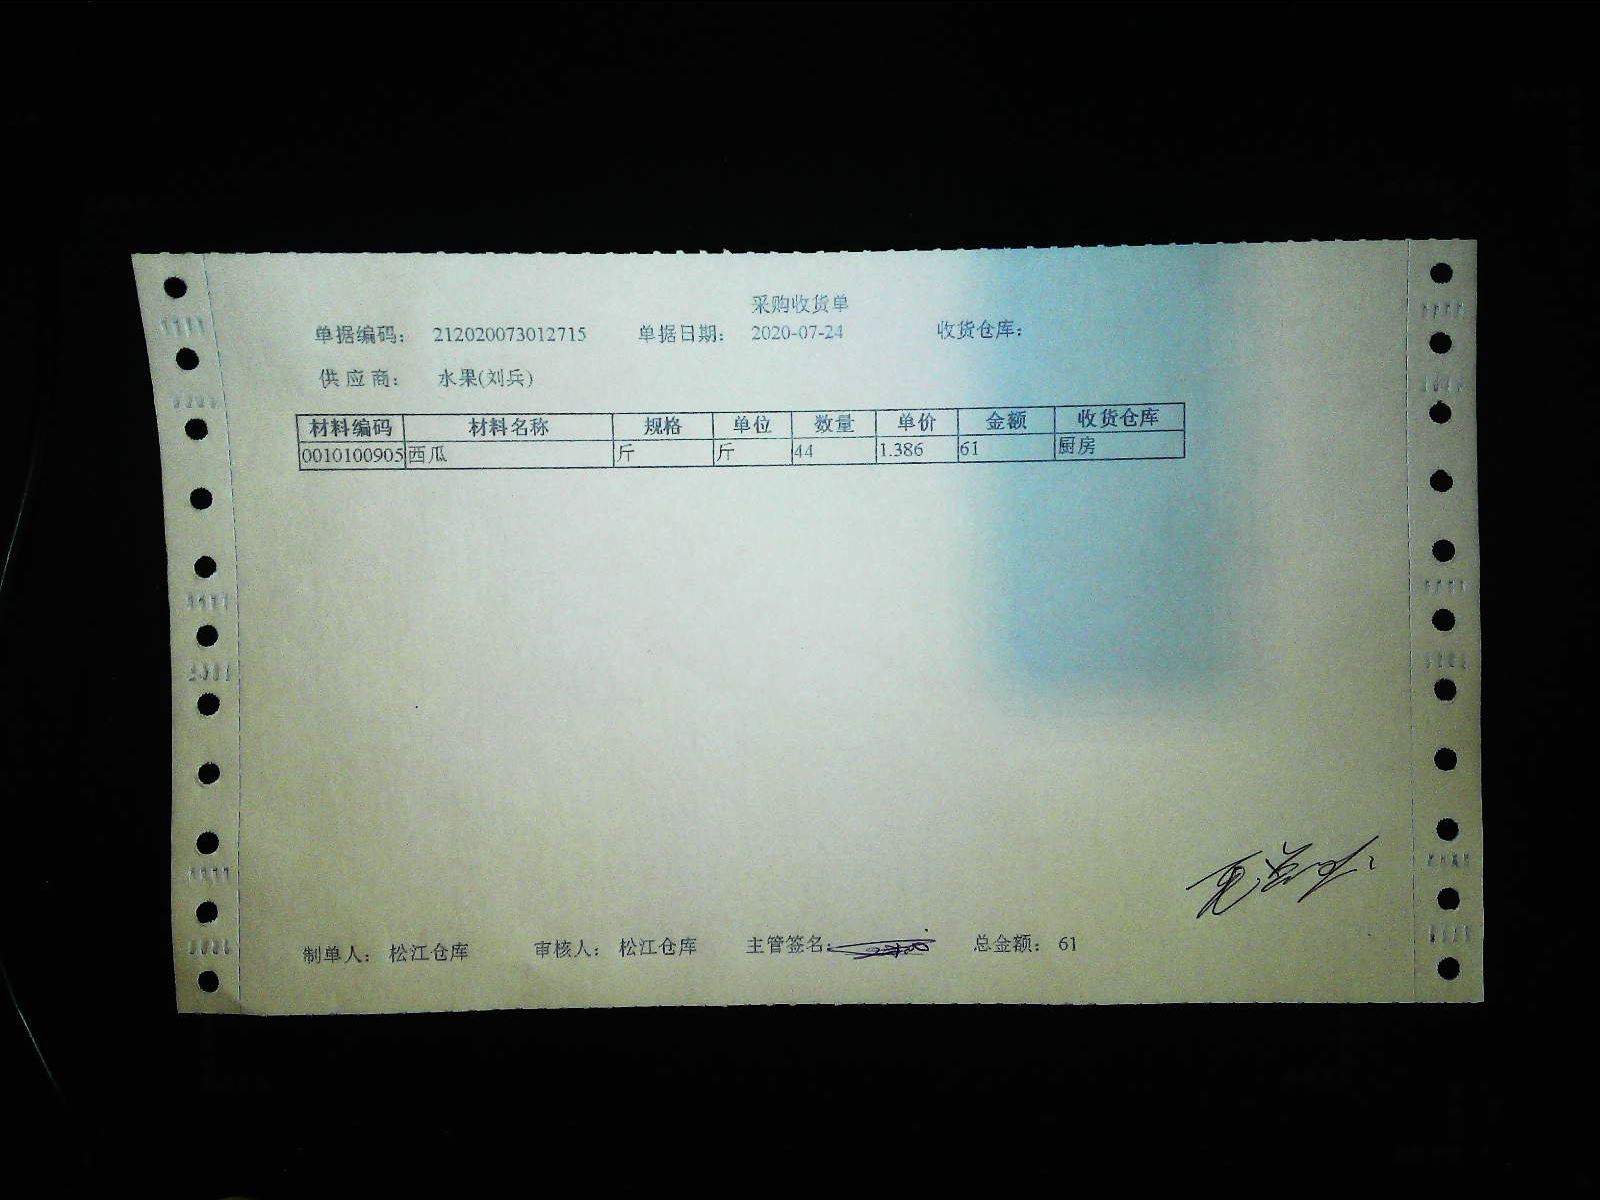 采购收货单
单据编码: 212020073012715 单据日期: 2020-07-24 收货仓库:
供应商: 水果(刘兵)
材料编码 材料名称 规格 单位 数量 单价 金额 收货仓库
0010100905 西瓜 斤 斤 44 1.386 61 厨房
制单人: 松江仓库 审核人: 松江仓库 主管签名: 总金额: 61